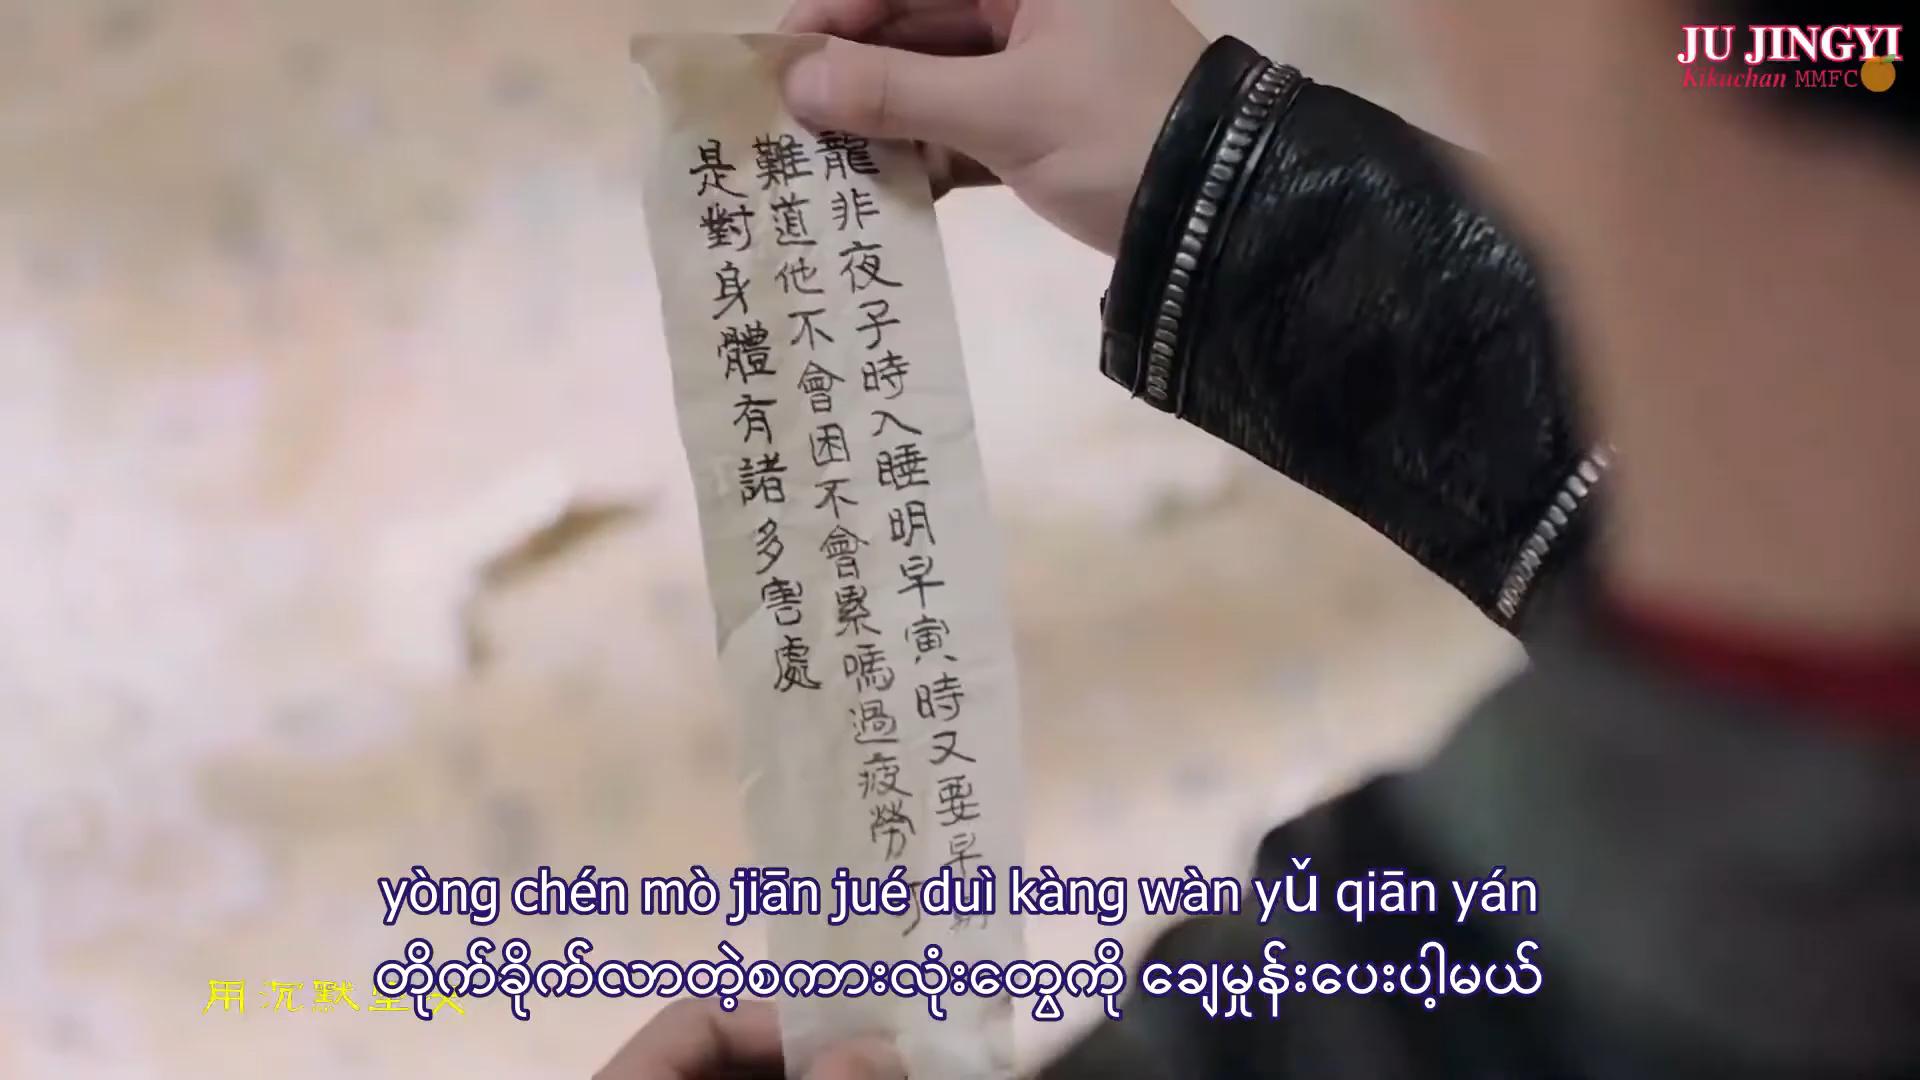 JU JINGYI
Kikuchan MMFC
龍非夜子時入睡明早寅時又要早
難道他不會困不會累嗎過疲勞可
是對身體有諸多害處
yòng chén mò jiān jué duì kàng wàn yǔ qiān yán
တိုက်ခိုက်လာတဲ့စကားလုံးတွေကို ချေမှုန်းပေးပါ့မယ်
用沉默坚决